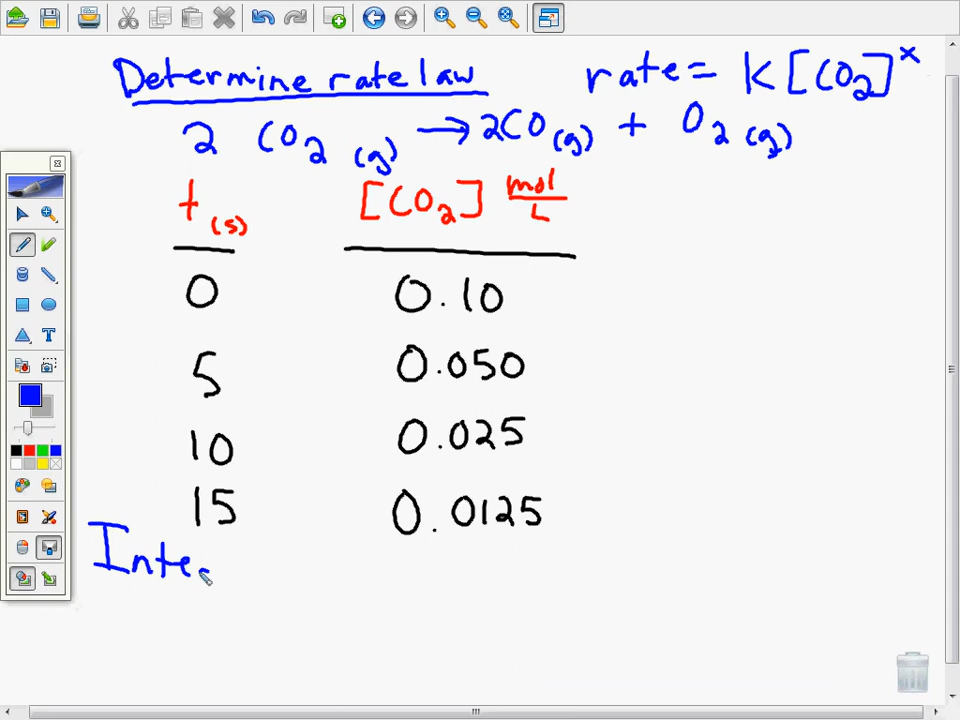 Determine rate law rate = K[CO₂]ˣ
2 CO₂ (g) → 2CO (g) + O₂ (g)
t (s) [CO₂] mol/L
0 0.10
5 0.050
10 0.025
15 0.0125
Inte